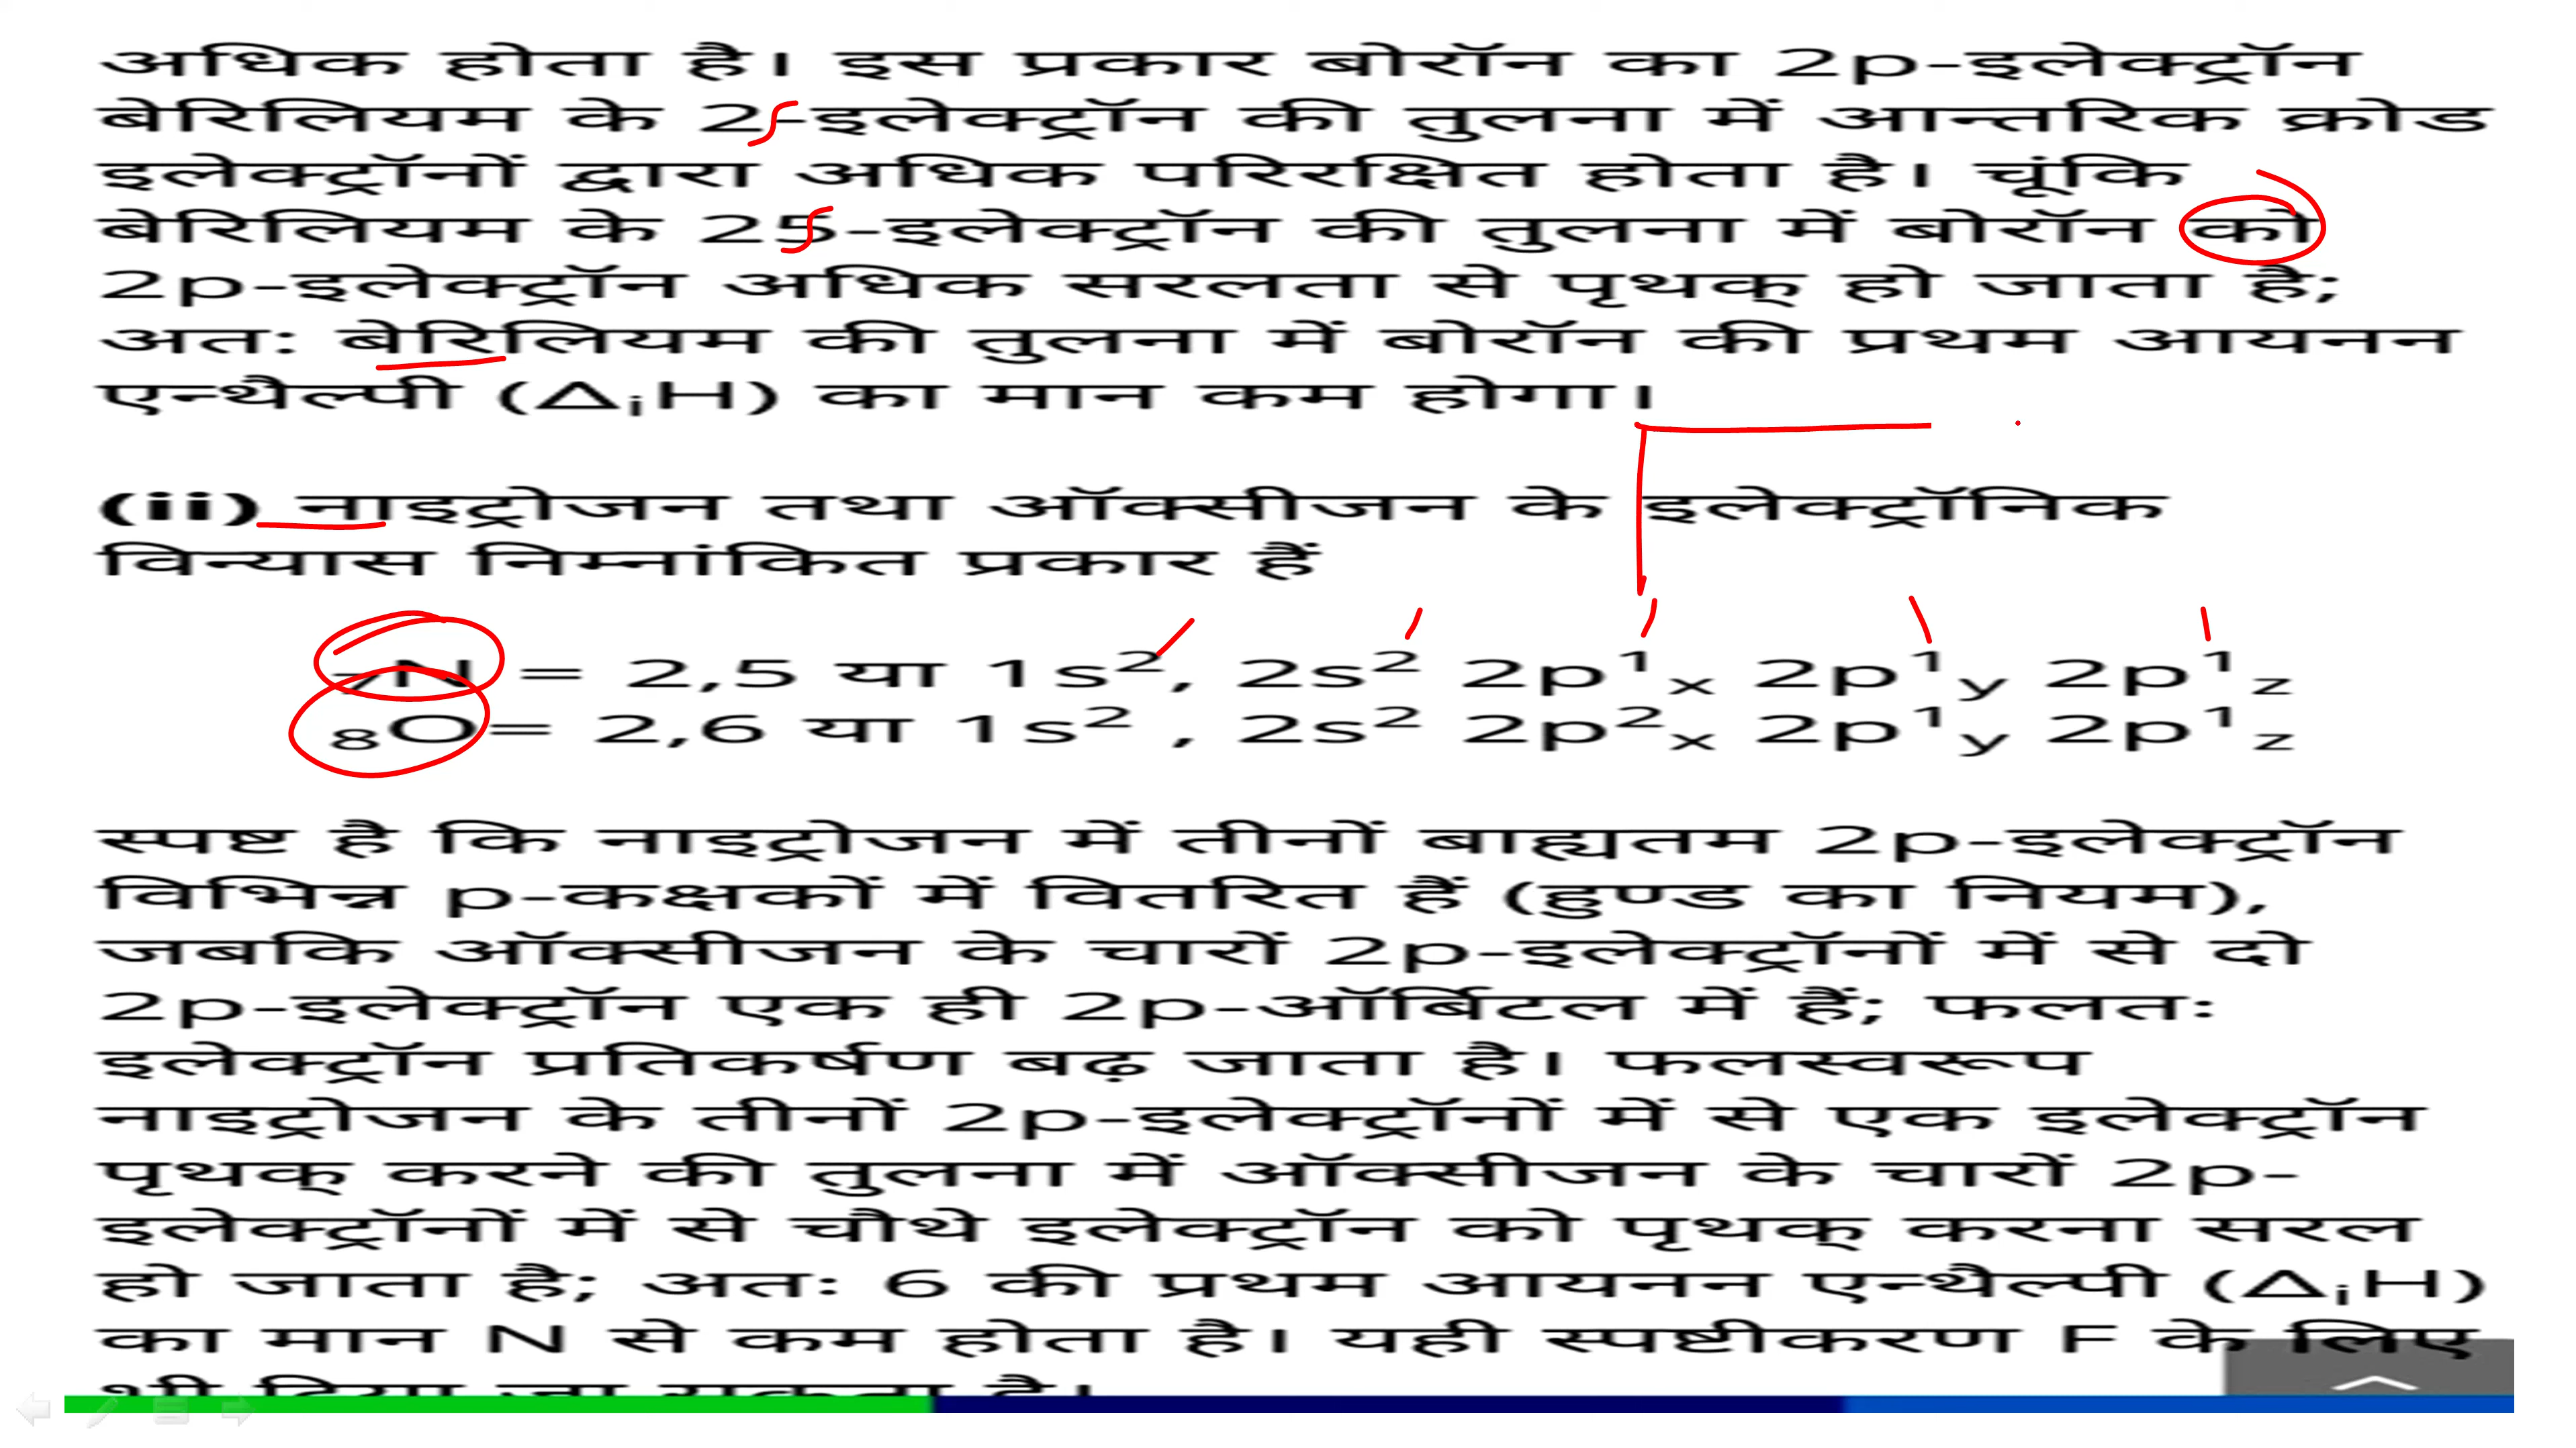 अधिक होता है। इस प्रकार बोरॉन का 2p-इलेक्ट्रॉन
बेरिलियम के 2-इलेक्ट्रॉन की तुलना में आन्तरिक क्रोड
इलेक्ट्रॉनों द्वारा अधिक परिरक्षित होता है। चूंकि
बेरिलियम के 25-इलेक्ट्रॉन की तुलना में बोरॉन को
2p-इलेक्ट्रॉन अधिक सरलता से पृथक् हो जाता है;
अत: बेरिलियम की तुलना में बोरॉन की प्रथम आयनन
एन्थैल्पी (ΔᵢH) का मान कम होगा।
(ii) नाइट्रोजन तथा ऑक्सीजन के इलेक्ट्रॉनिक
विन्यास निम्नांकित प्रकार हैं
₇N = 2,5 या 1s², 2s² 2p¹ₓ 2p¹y 2p¹z
₈O= 2,6 या 1s² , 2s² 2p²ₓ 2p¹y 2p¹z
स्पष्ट है कि नाइट्रोजन में तीनों बाह्यतम 2p-इलेक्ट्रॉन
विभिन्न p-कक्षकों में वितरित हैं (हुण्ड का नियम),
जबकि ऑक्सीजन के चारों 2p-इलेक्ट्रॉनों में से दो
2p-इलेक्ट्रॉन एक ही 2p-ऑर्बिटल में हैं; फलतः
इलेक्ट्रॉन प्रतिकर्षण बढ़ जाता है। फलस्वरूप
नाइट्रोजन के तीनों 2p-इलेक्ट्रॉनों में से एक इलेक्ट्रॉन
पृथक् करने की तुलना में ऑक्सीजन के चारों 2p-
इलेक्ट्रॉनों में से चौथे इलेक्ट्रॉन को पृथक् करना सरल
हो जाता है; अतः 6 की प्रथम आयनन एन्थैल्पी (ΔᵢH)
का मान N से कम होता है। यही स्पष्टीकरण F के लिए